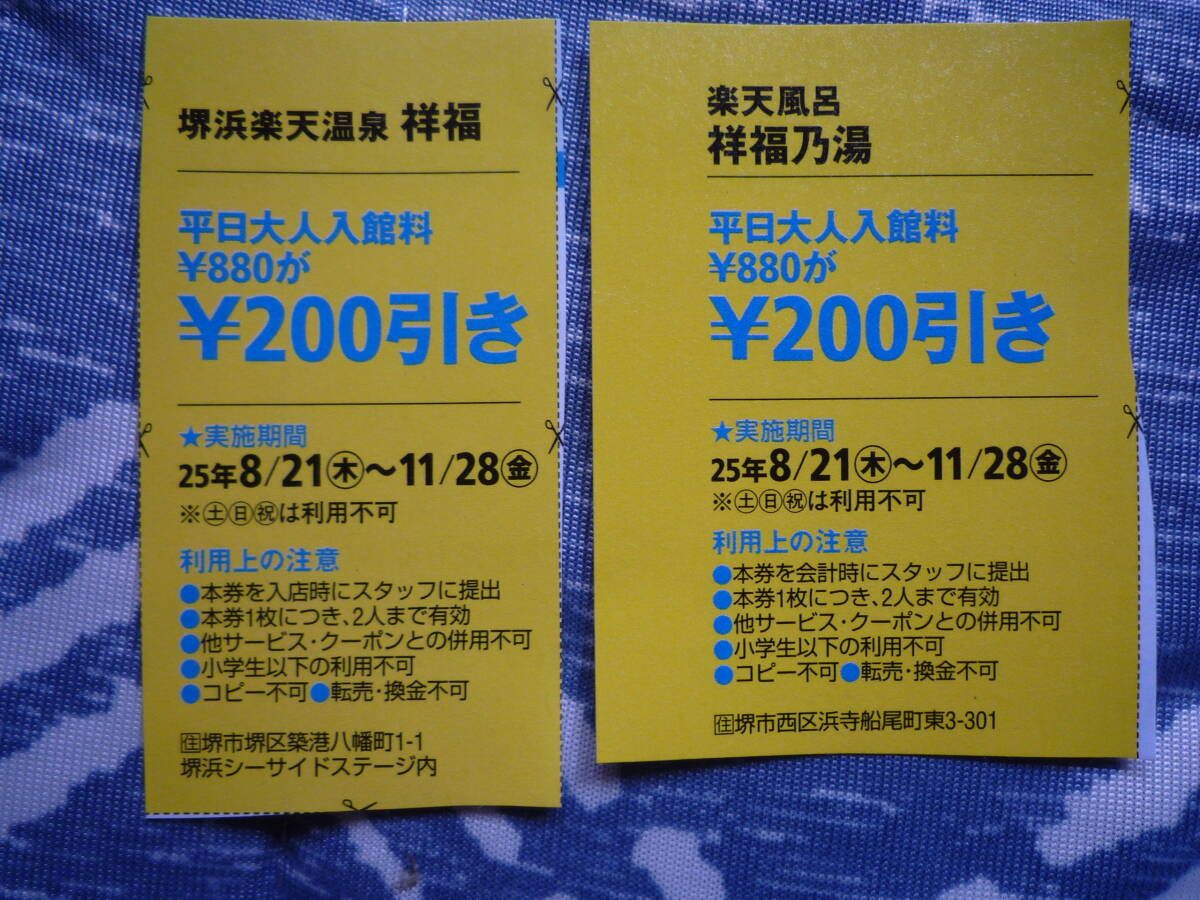 堺浜楽天温泉 祥福
平日大人入館料
¥880が
¥200引き
★実施期間
25年8/21㊍〜11/28㊎
※㊏㊐㊗は利用不可
利用上の注意
●本券を入店時にスタッフに提出
●本券1枚につき、2人まで有効
●他サービス・クーポンとの併用不可
●小学生以下の利用不可
●コピー不可●転売・換金不可
住堺市堺区築港八幡町1-1
堺浜シーサイドステージ内
楽天風呂
祥福乃湯
平日大人入館料
¥880が
¥200引き
★実施期間
25年8/21㊍〜11/28㊎
※㊏㊐㊗は利用不可
利用上の注意
●本券を会計時にスタッフに提出
●本券1枚につき、2人まで有効
●他サービス・クーポンとの併用不可
●小学生以下の利用不可
●コピー不可●転売・換金不可
住堺市西区浜寺船尾町東3-301